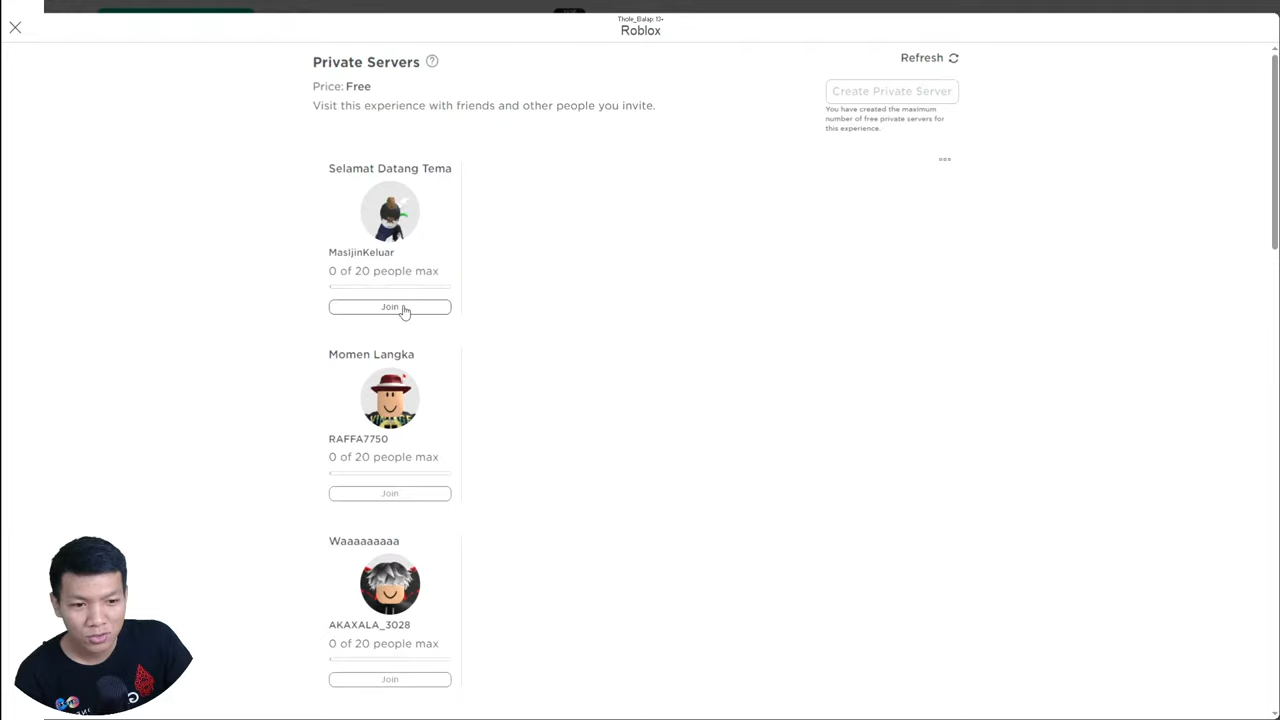 Thole_Elalap: 13+
Roblox
Private Servers
Refresh
Price: Free
Visit this experience with friends and other people you invite.
Create Private Server
You have created the maximum
number of free private servers for
this experience.
Selamat Datang Tema
MasIjinKeluar
0 of 20 people max
Join
Momen Langka
RAFFA7750
0 of 20 people max
Join
Waaaaaaaaa
AKAXALA_3028
0 of 20 people max
Join